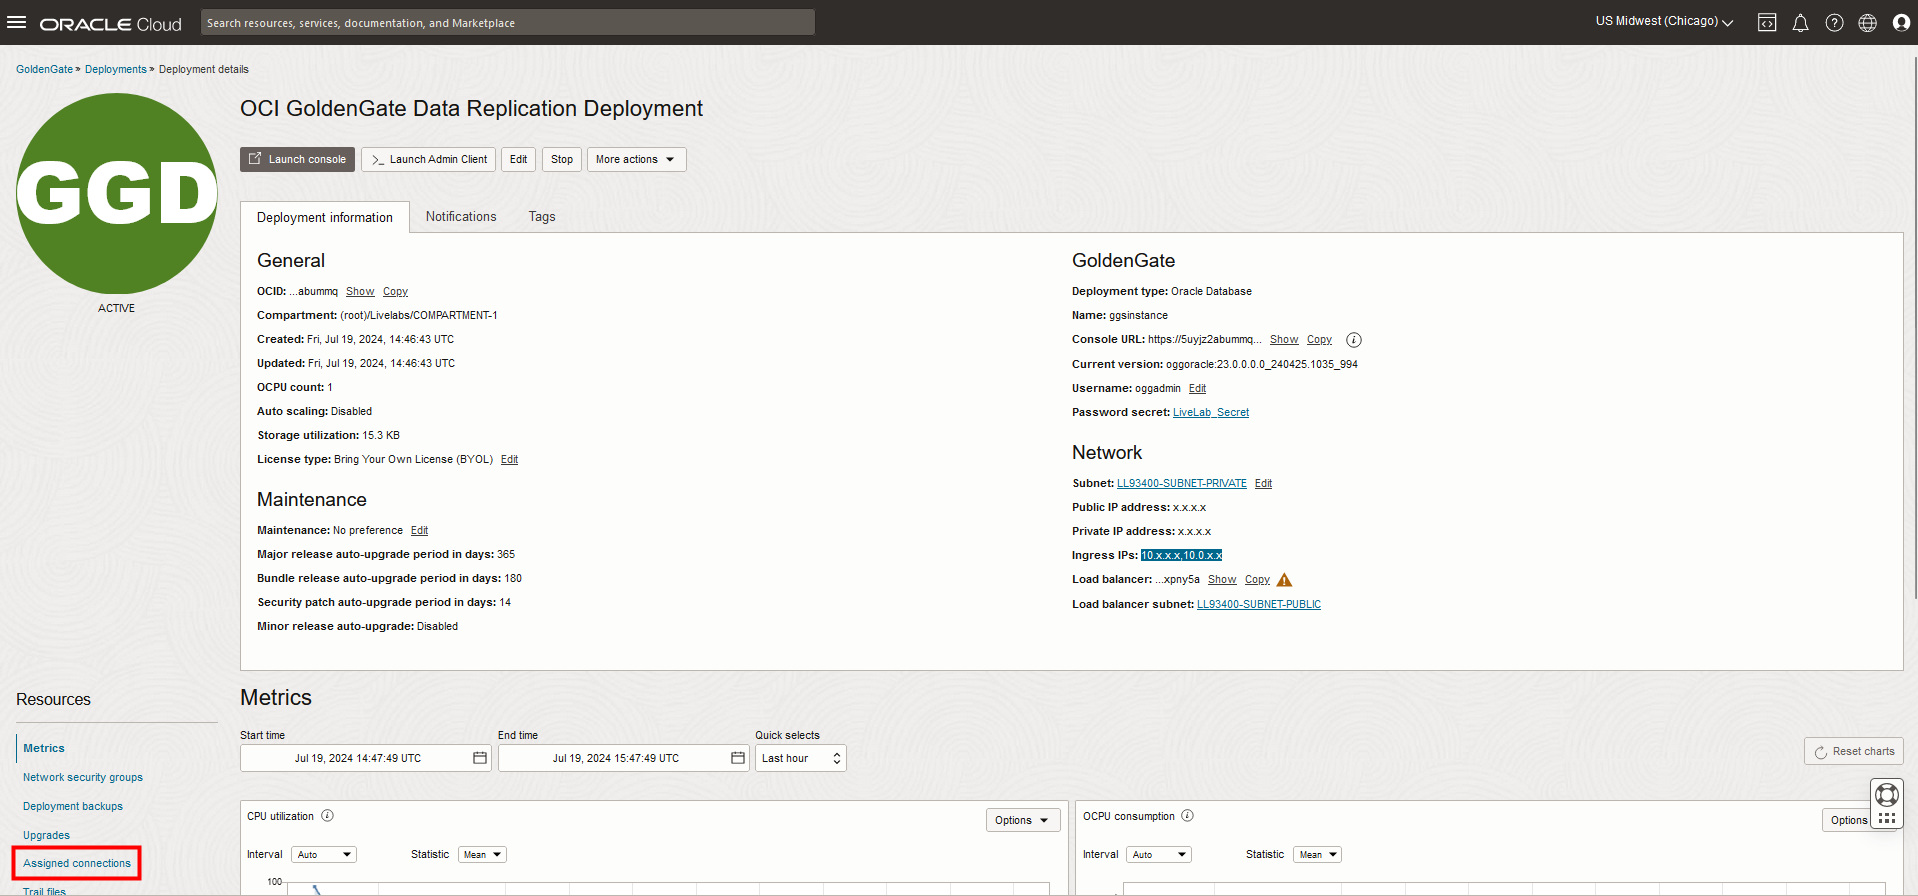 ORACLE Cloud
Search resources, services, documentation, and Marketplace
US Midwest (Chicago)
GoldenGate » Deployments » Deployment details
GGD
ACTIVE
OCI GoldenGate Data Replication Deployment
Launch console
>_ Launch Admin Client
Edit
Stop
More actions
Deployment information
Notifications
Tags
General
OCID: ...abummq Show Copy
Compartment: (root)/Livelabs/COMPARTMENT-1
Created: Fri, Jul 19, 2024, 14:46:43 UTC
Updated: Fri, Jul 19, 2024, 14:46:43 UTC
OCPU count: 1
Auto scaling: Disabled
Storage utilization: 15.3 KB
License type: Bring Your Own License (BYOL) Edit
Maintenance
Maintenance: No preference Edit
Major release auto-upgrade period in days: 365
Bundle release auto-upgrade period in days: 180
Security patch auto-upgrade period in days: 14
Minor release auto-upgrade: Disabled
GoldenGate
Deployment type: Oracle Database
Name: ggsinstance
Console URL: https://5uyjz2abummq... Show Copy
Current version: oggoracle:23.0.0.0.0_240425.1035_994
Username: oggadmin Edit
Password secret: LiveLab_Secret
Network
Subnet: LL93400-SUBNET-PRIVATE Edit
Public IP address: x.x.x.x
Private IP address: x.x.x.x
Ingress IPs: 10.x.x.x,10.0.x.x
Load balancer: ...xpny5a Show Copy
Load balancer subnet: LL93400-SUBNET-PUBLIC
Resources
Metrics
Network security groups
Deployment backups
Upgrades
Assigned connections
Trail files
Metrics
Start time
Jul 19, 2024 14:47:49 UTC
End time
Jul 19, 2024 15:47:49 UTC
Quick selects
Last hour
Reset charts
CPU utilization
Options
Interval Auto
Statistic Mean
100
OCPU consumption
Options
Interval Auto
Statistic Mean